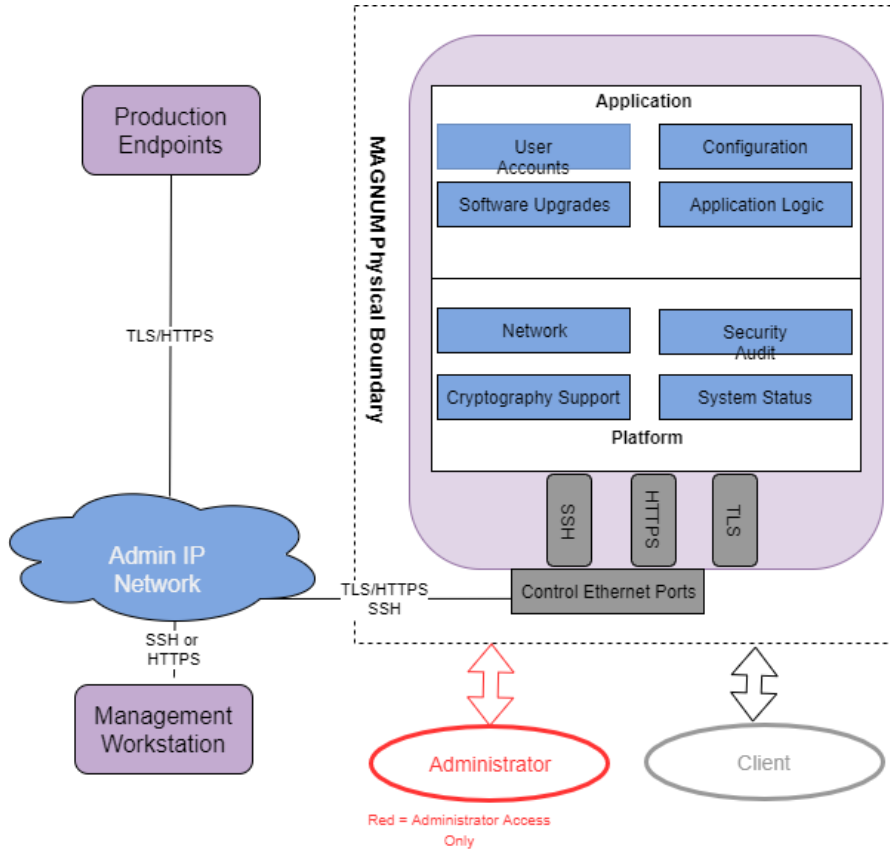 Production
Endpoints
TLS/HTTPS
Admin IP
Network
SSH or
HTTPS
Management
Workstation
TLS/HTTPS
SSH
MAGNUM Physical Boundary
Application
User
Accounts
Configuration
Software Upgrades
Application Logic
Network
Security
Audit
Cryptography Support
System Status
Platform
SSH
HTTPS
TLS
Control Ethernet Ports
Administrator
Client
Red = Administrator Access
Only